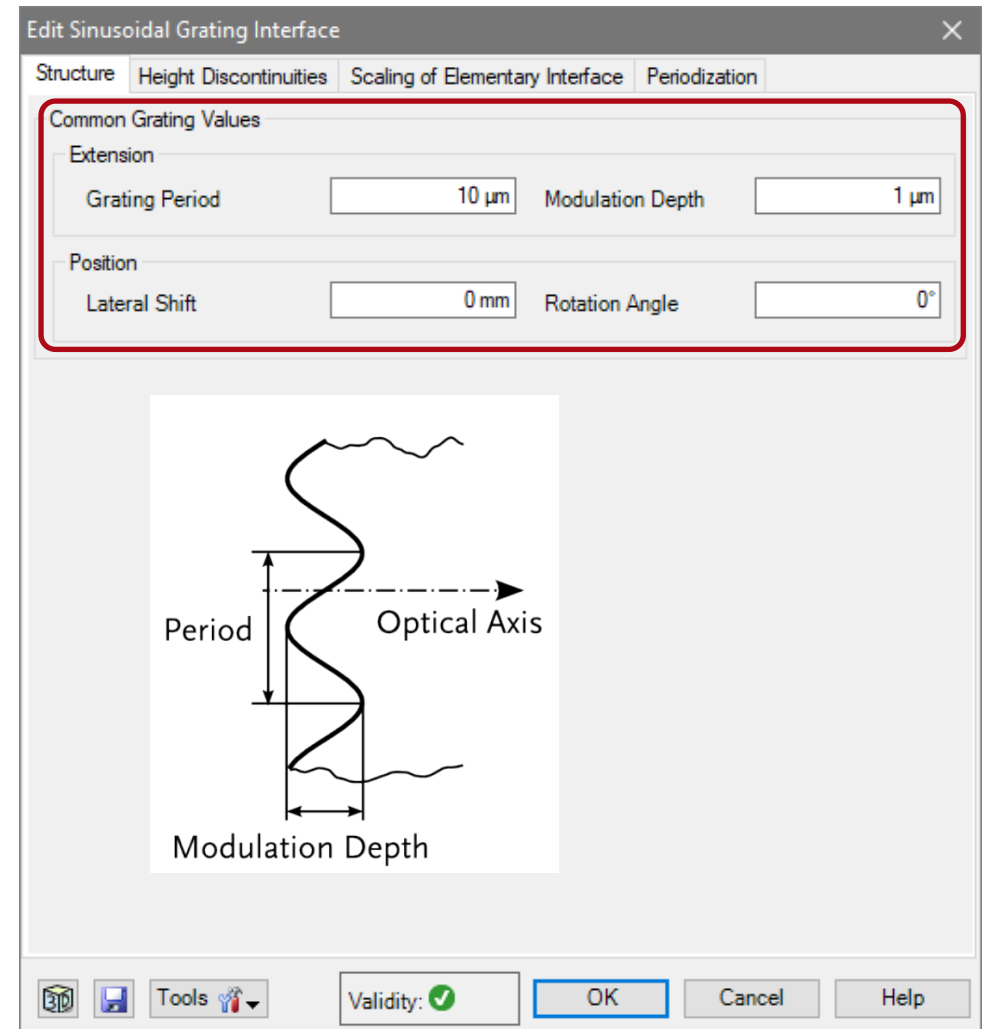 Edit Sinusoidal Grating Interface
Structure Height Discontinuities Scaling of Elementary Interface Periodization
Common Grating Values
Extension
Grating Period 10 µm Modulation Depth 1 µm
Position
Lateral Shift 0 mm Rotation Angle 0°
Period
Optical Axis
Modulation Depth
3D Tools Validity: OK Cancel Help